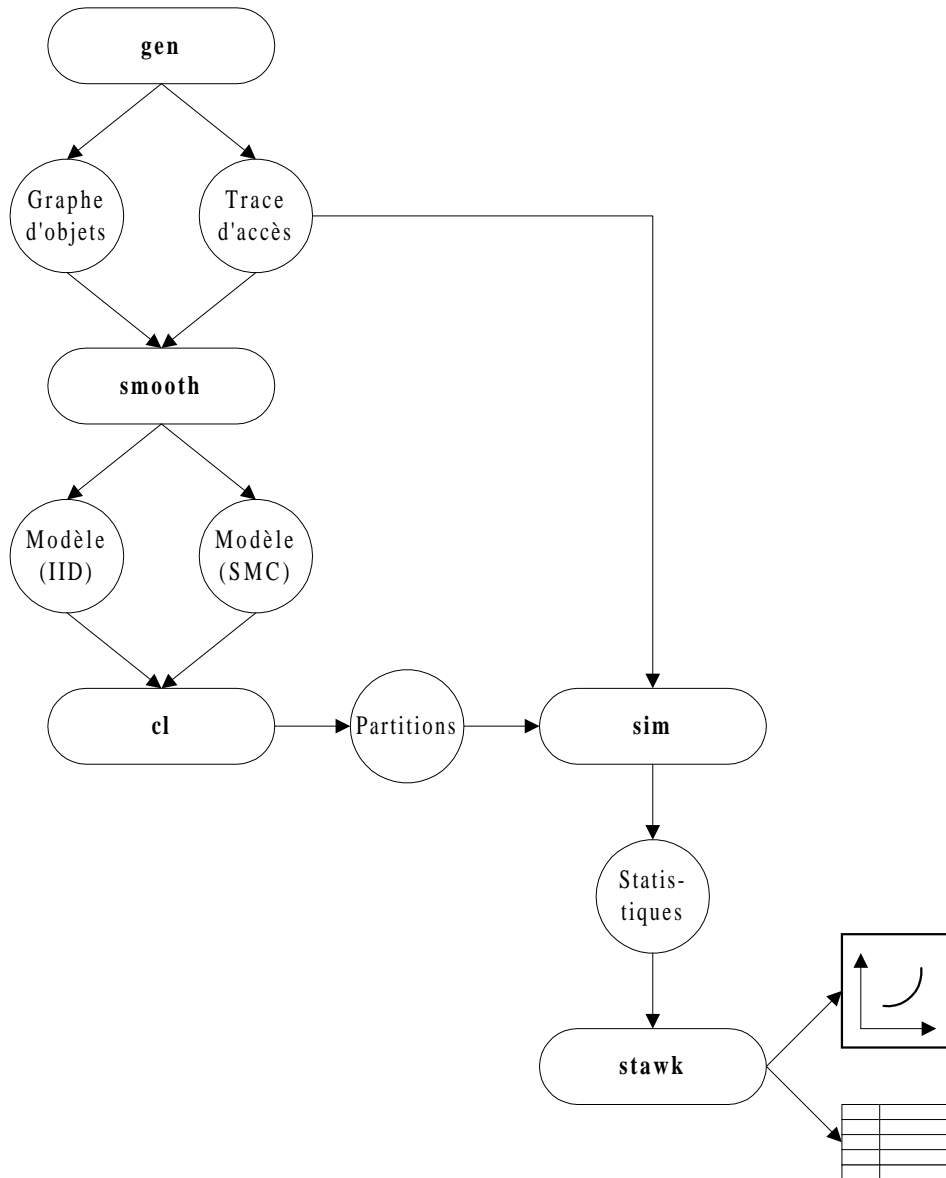 gen
Graphe
d'objets
Trace
d'accès
smooth
Modèle
(IID)
Modèle
(SMC)
cl
Partitions
sim
Statis-
tiques
stawk